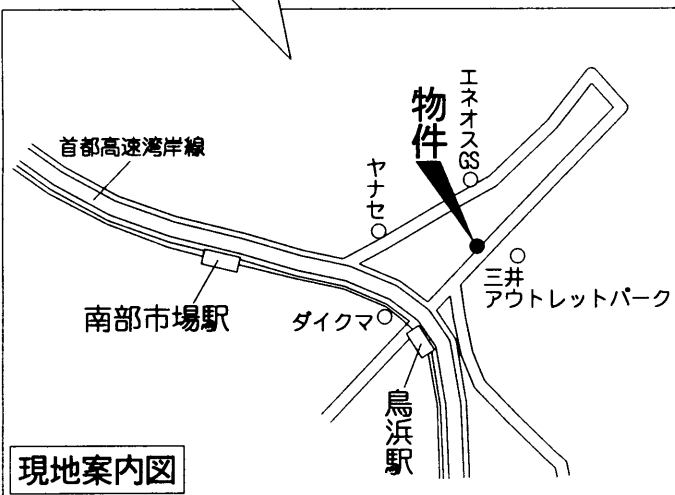 首都高速湾岸線
物件
エネオスGS
ヤナセ
三井
アウトレットパーク
南部市場駅
ダイクマ
鳥浜駅
現地案内図